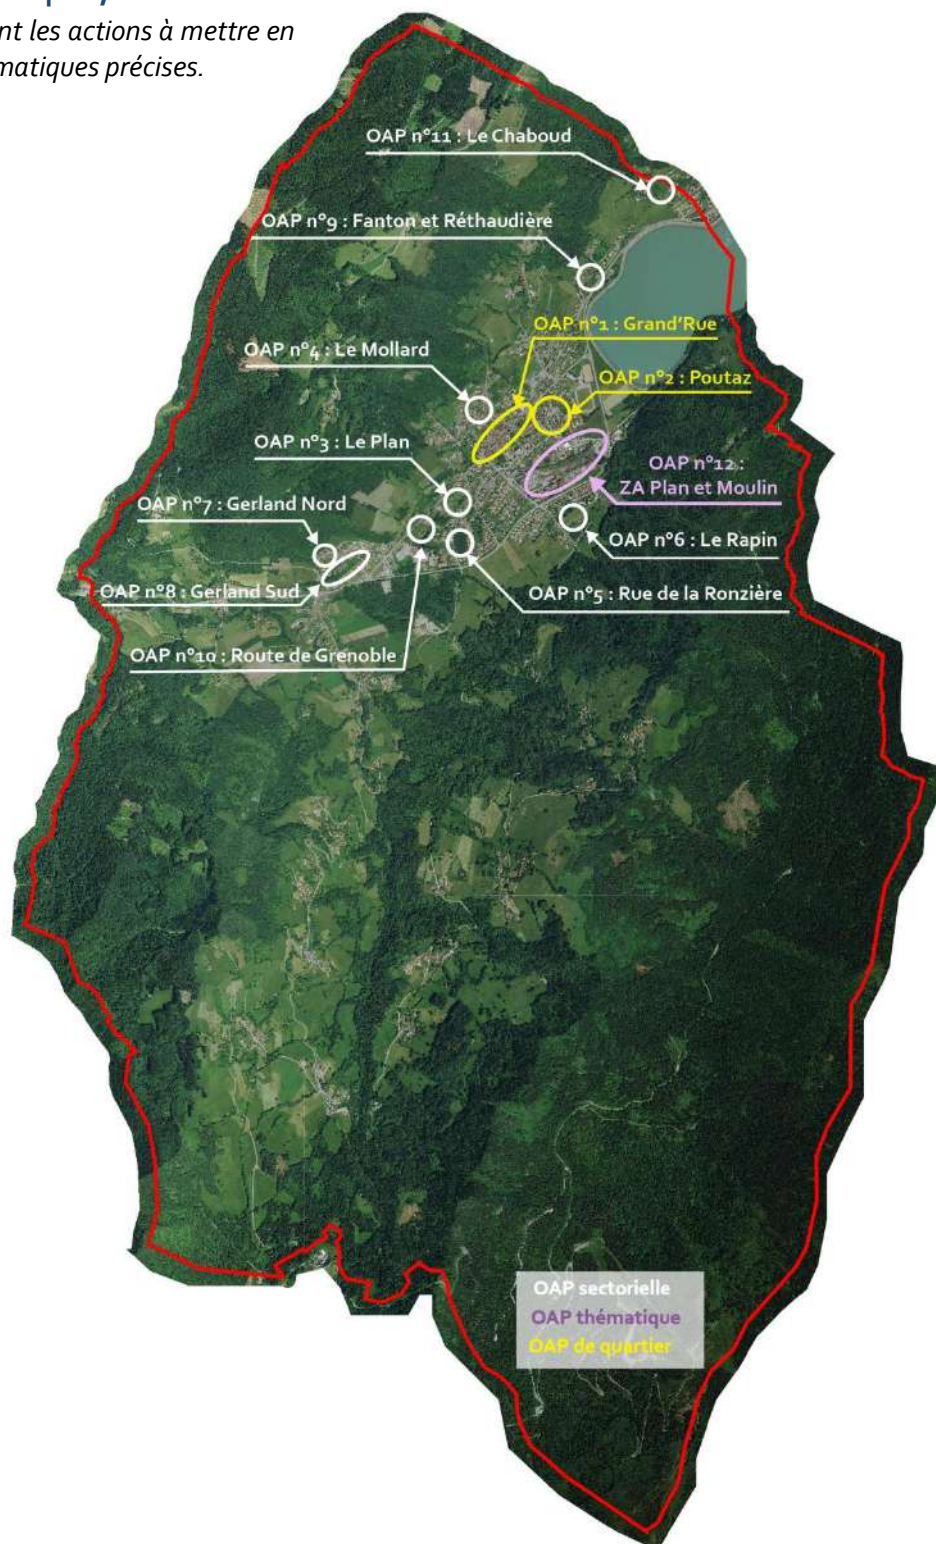 nt les actions à mettre en
matiques précises.
OAP n°11 : Le Chaboud
OAP n°9 : Fanton et Réthaudière
OAP n°1 : Grand'Rue
OAP n°4 : Le Mollard
OAP n°2 : Poutaz
OAP n°3 : Le Plan
OAP n°12 :
ZA Plan et Moulin
OAP n°7 : Gerland Nord
OAP n°6 : Le Rapin
OAP n°8 : Gerland Sud
OAP n°5 : Rue de la Ronzière
OAP n°10 : Route de Grenoble
OAP sectorielle
OAP thématique
OAP de quartier